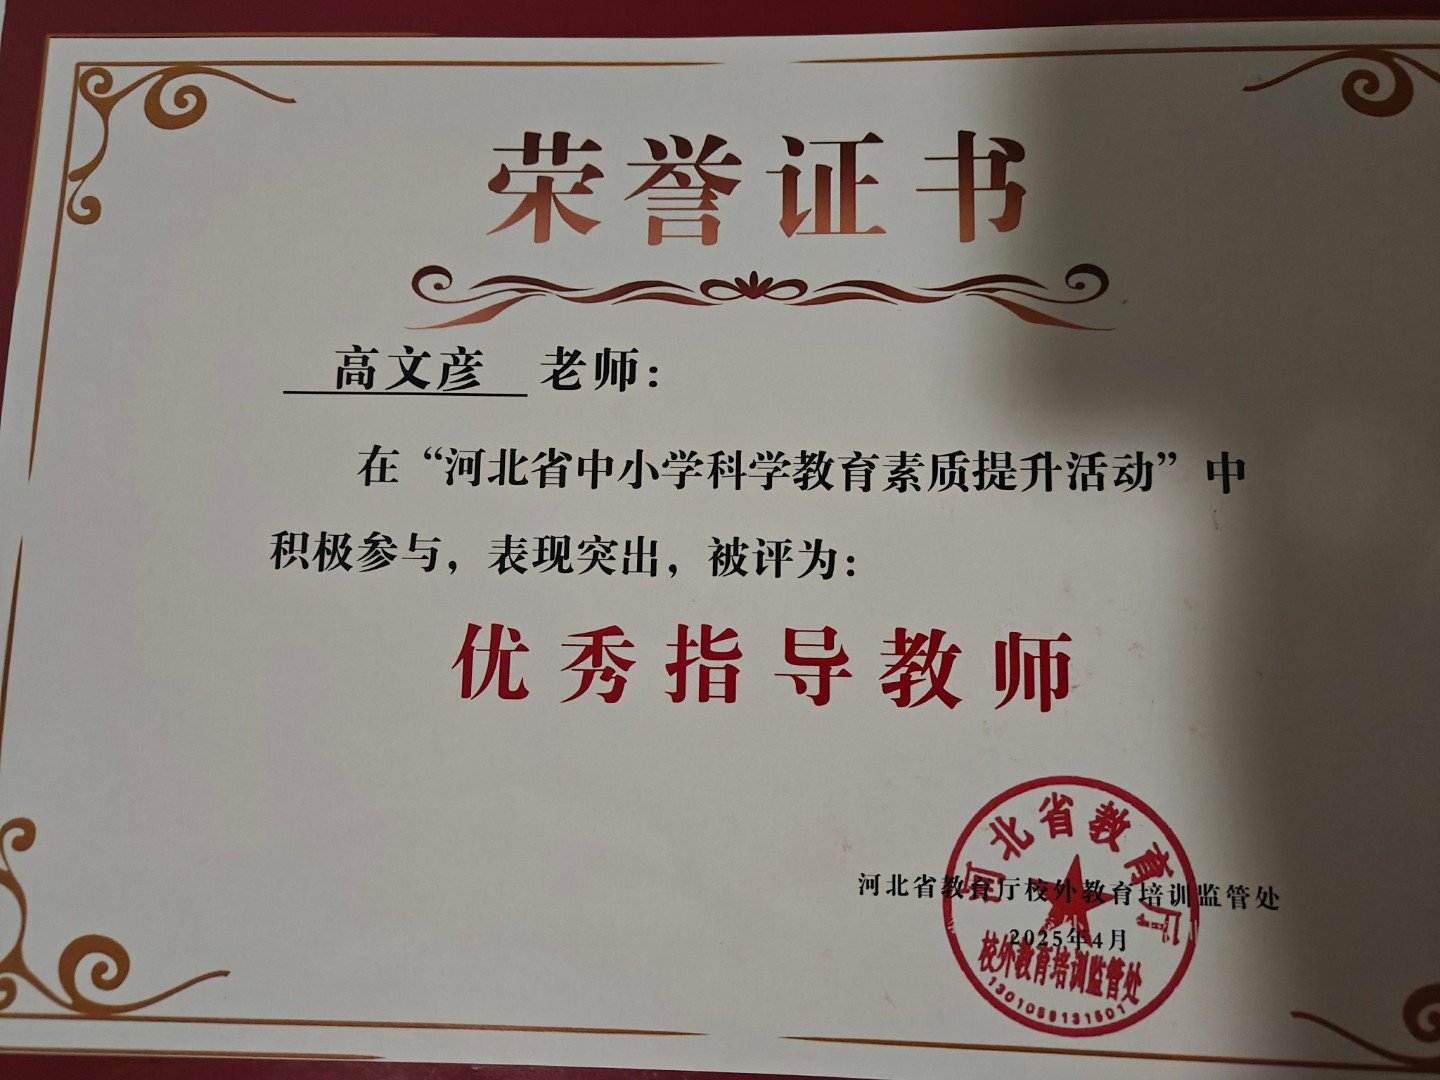 荣誉证书
高文彦 老师：
在“河北省中小学科学教育素质提升活动”中
积极参与，表现突出，被评为：
优秀指导教师
河北省教育厅校外教育培训监管处
2025年4月
河北省教育厅
校外教育培训监管处